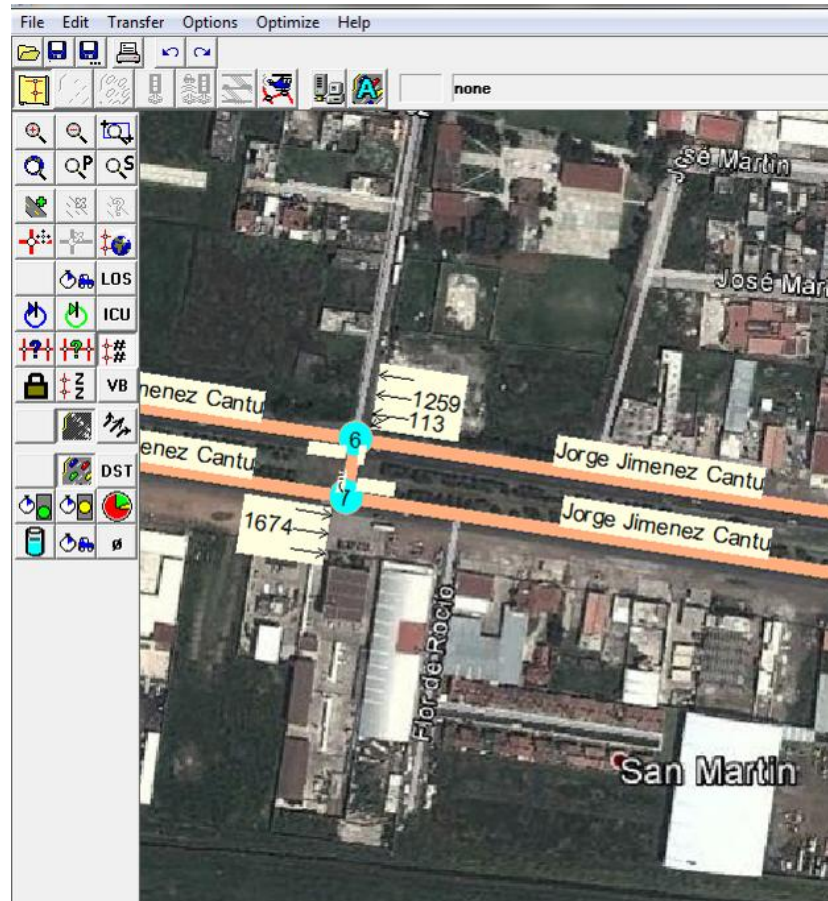 File Edit Transfer Options Optimize Help
none
P
S
LOS
ICU
?
?
##
Z
Z
VB
DST
ø
sé Martin
José Mar
1259
113
nenez Cantu
6
Jorge Jimenez Cantu
enez Cantu
7
Jorge Jimenez Cantu
1674
Flor de Rocio
San Martin